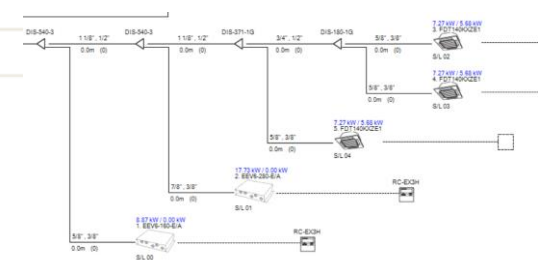 DIS-540-3
1 1/8", 1/2"
0.0m (0)
DIS-540-3
1 1/8", 1/2"
0.0m (0)
DIS-371-1G
3/4", 1/2"
0.0m (0)
DIS-180-1G
5/8", 3/8"
0.0m (0)
7.27 kW / 5.68 kW
3. FDT140KXZE1
S/L 02
5/8", 3/8"
0.0m (0)
7.27 kW / 5.68 kW
4. FDT140KXZE1
S/L 03
5/8", 3/8"
0.0m (0)
7.27 kW / 5.68 kW
5. FDT140KXZE1
S/L 04
7/8", 3/8"
0.0m (0)
17.73 kW / 0.00 kW
2. EEV6-280-E/A
S/L 01
RC-EX3H
5/8", 3/8"
0.0m (0)
8.87 kW / 0.00 kW
1. EEV6-160-E/A
S/L 00
RC-EX3H